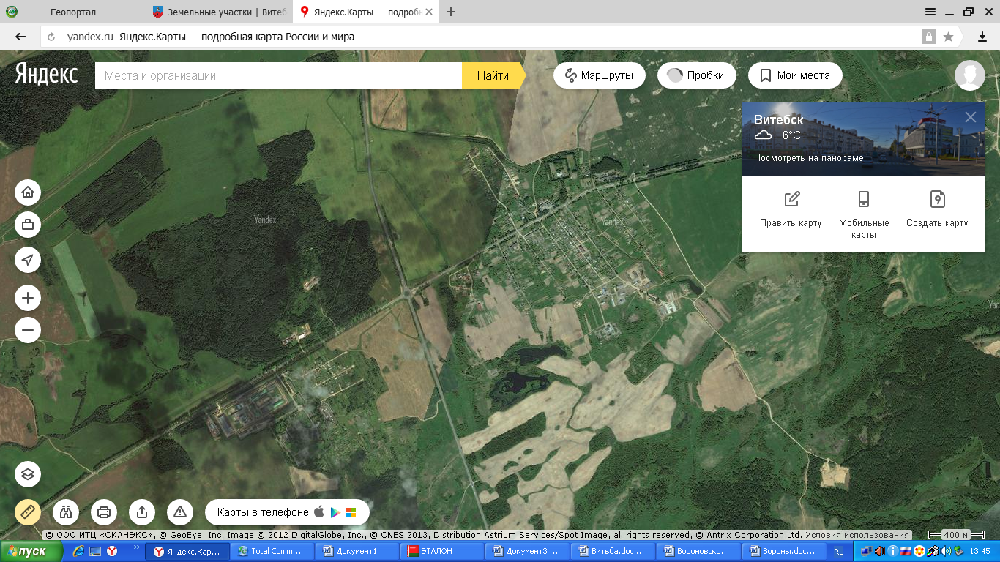 Геопортал
Земельные участки | Витеб
Яндекс.Карты — подробн
yandex.ru Яндекс.Карты — подробная карта России и мира
Яндекс
Места и организации
Найти
Маршруты
Пробки
Мои места
Витебск
−6°C
Посмотреть на панораме
Править карту
Мобильные карты
Создать карту
Yandex
Yandex
Yan
Карты в телефоне
© ООО ИТЦ «СКАНЭКС», © GeoEye, Inc, Image © 2012 DigitalGlobe, Inc., © CNES 2013, Distribution Astrium Services/Spot Image, all rights reserved, © Antrix Corporation Ltd. Условия использования
400 м
пуск
»
Яндекс.Кар...
Total Comm...
Документ1 ...
ЭТАЛОН
Документ3 ...
Витьба.doc ...
Вороновско...
Вороны.doc...
RL
13:45